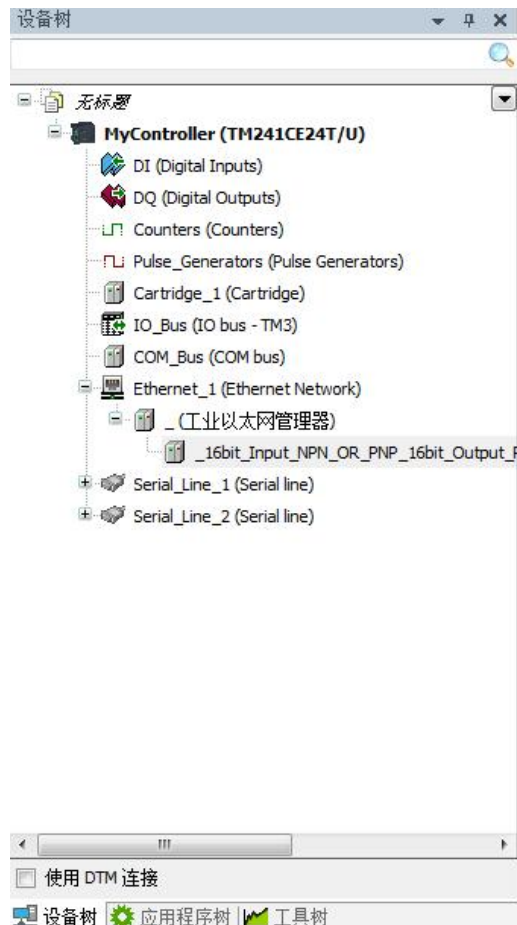 设备树
无标题
MyController (TM241CE24T/U)
DI (Digital Inputs)
DQ (Digital Outputs)
Counters (Counters)
Pulse_Generators (Pulse Generators)
Cartridge_1 (Cartridge)
IO_Bus (IO bus - TM3)
COM_Bus (COM bus)
Ethernet_1 (Ethernet Network)
_ (工业以太网管理器)
_16bit_Input_NPN_OR_PNP_16bit_Output_P
Serial_Line_1 (Serial line)
Serial_Line_2 (Serial line)
使用 DTM 连接
设备树 应用程序树 工具树